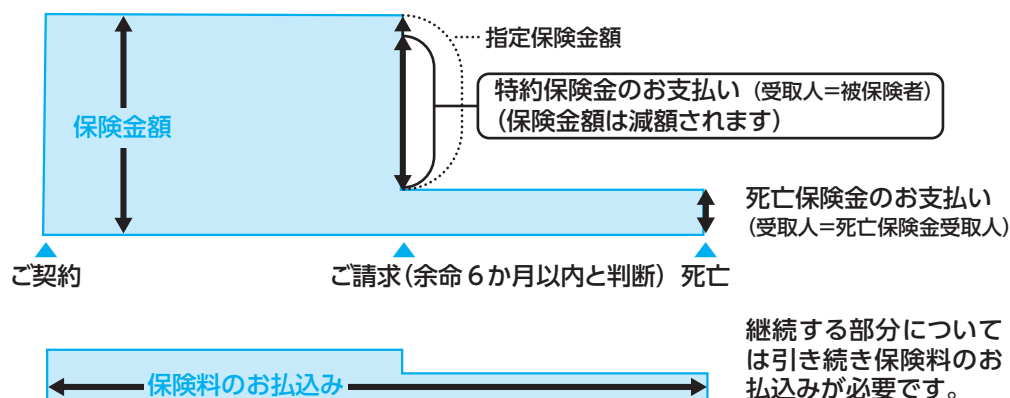 指定保険金額
特約保険金のお支払い（受取人＝被保険者）
（保険金額は減額されます）
保険金額
死亡保険金のお支払い
（受取人＝死亡保険金受取人）
ご契約
ご請求（余命６か月以内と判断）
死亡
継続する部分について
は引き続き保険料のお
払込みが必要です。
保険料のお払込み